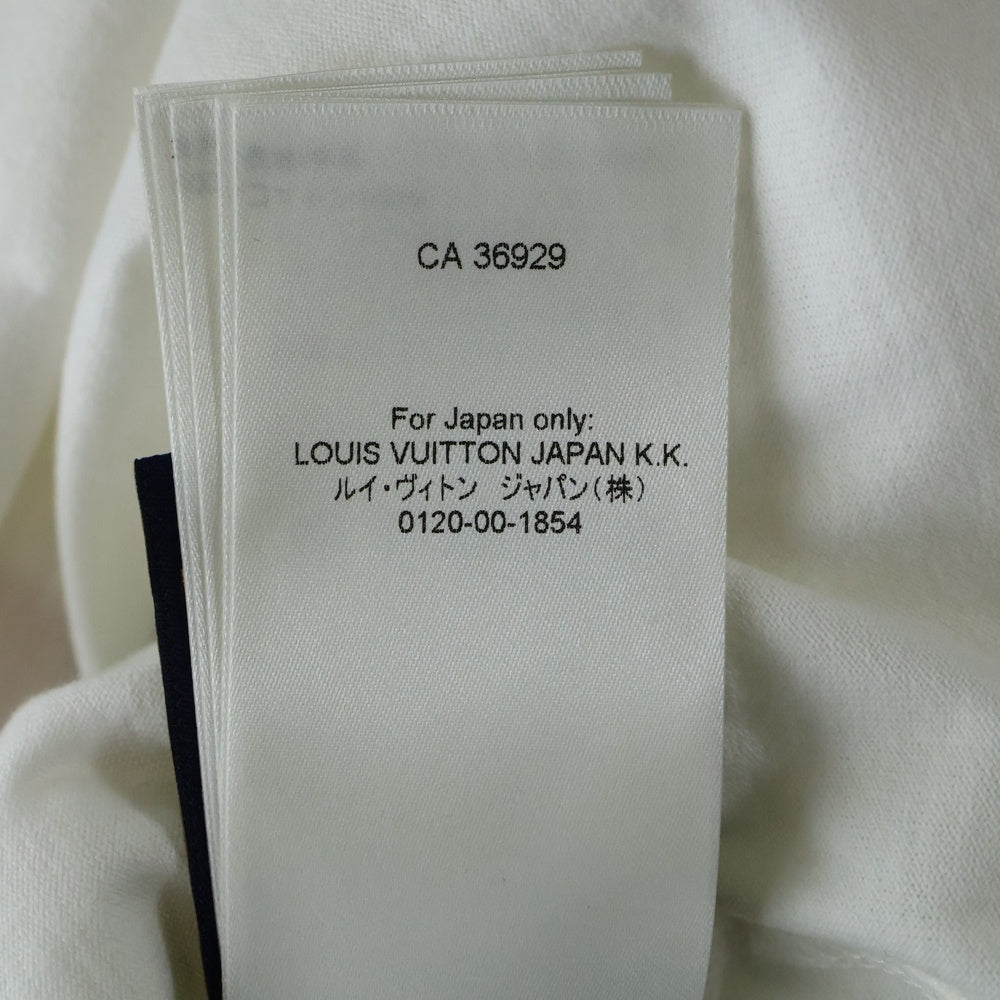 CA 36929
For Japan only:
LOUIS VUITTON JAPAN K.K.
ルイ・ヴィトン ジャパン(株)
0120-00-1854